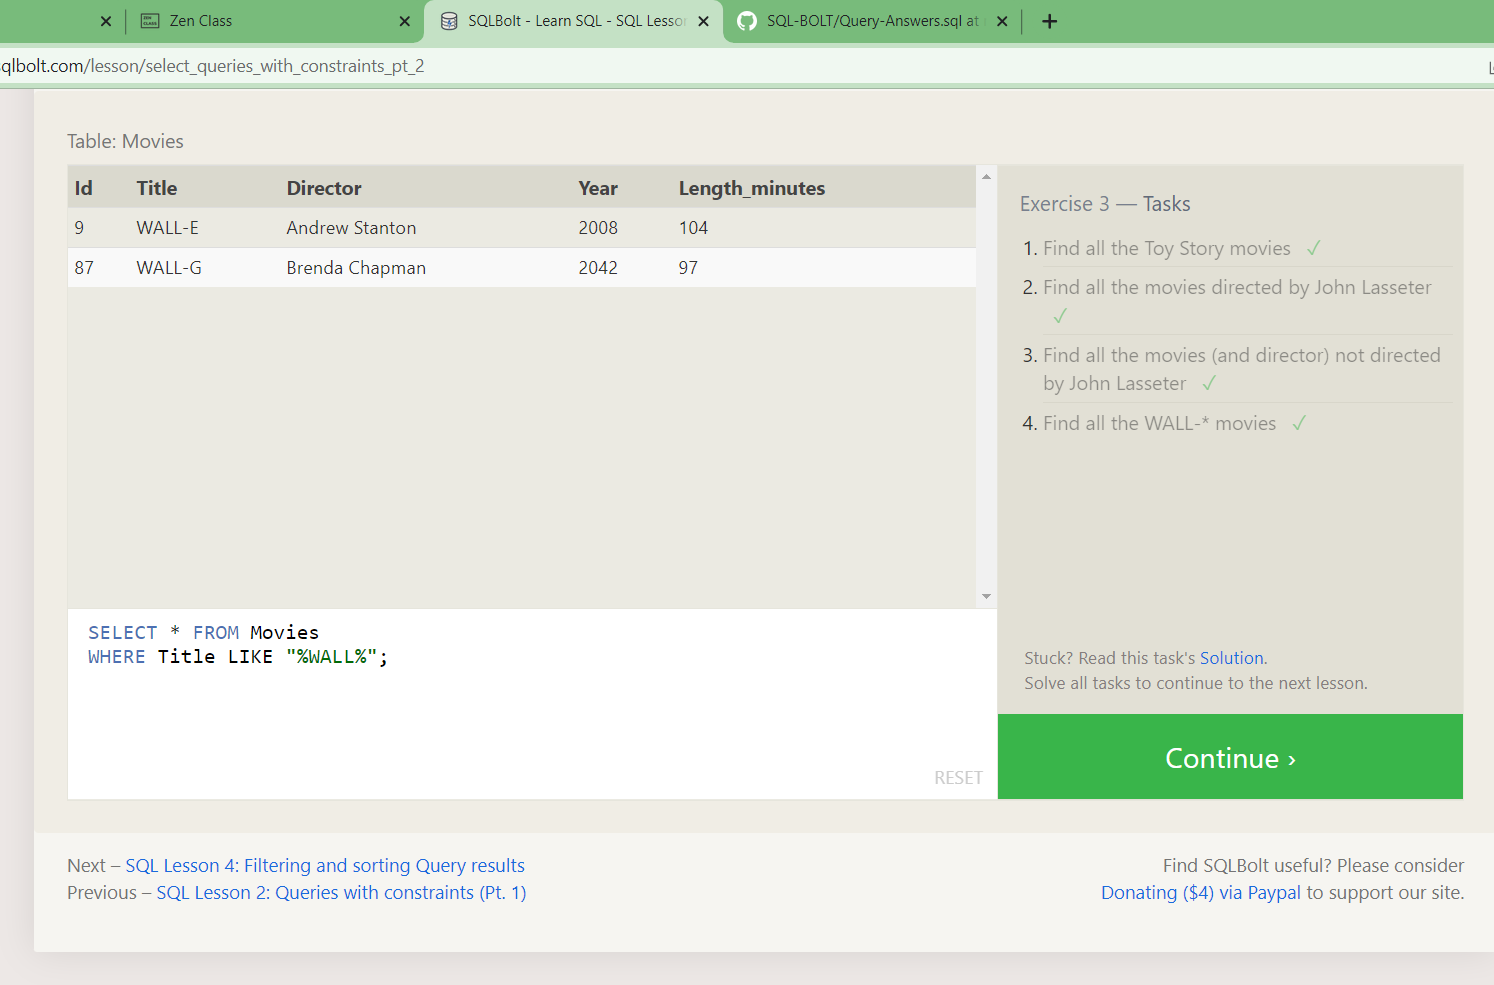 Zen Class
SQLBolt - Learn SQL - SQL Lesso
SQL-BOLT/Query-Answers.sql at
qlbolt.com/lesson/select_queries_with_constraints_pt_2
Table: Movies
Id Title Director Year Length_minutes
9 WALL-E Andrew Stanton 2008 104
87 WALL-G Brenda Chapman 2042 97
Exercise 3 — Tasks
1. Find all the Toy Story movies ✓
2. Find all the movies directed by John Lasseter
✓
3. Find all the movies (and director) not directed
by John Lasseter ✓
4. Find all the WALL-* movies ✓
SELECT * FROM Movies
WHERE Title LIKE "%WALL%";
RESET
Stuck? Read this task's Solution.
Solve all tasks to continue to the next lesson.
Continue ›
Next – SQL Lesson 4: Filtering and sorting Query results
Previous – SQL Lesson 2: Queries with constraints (Pt. 1)
Find SQLBolt useful? Please consider
Donating ($4) via Paypal to support our site.